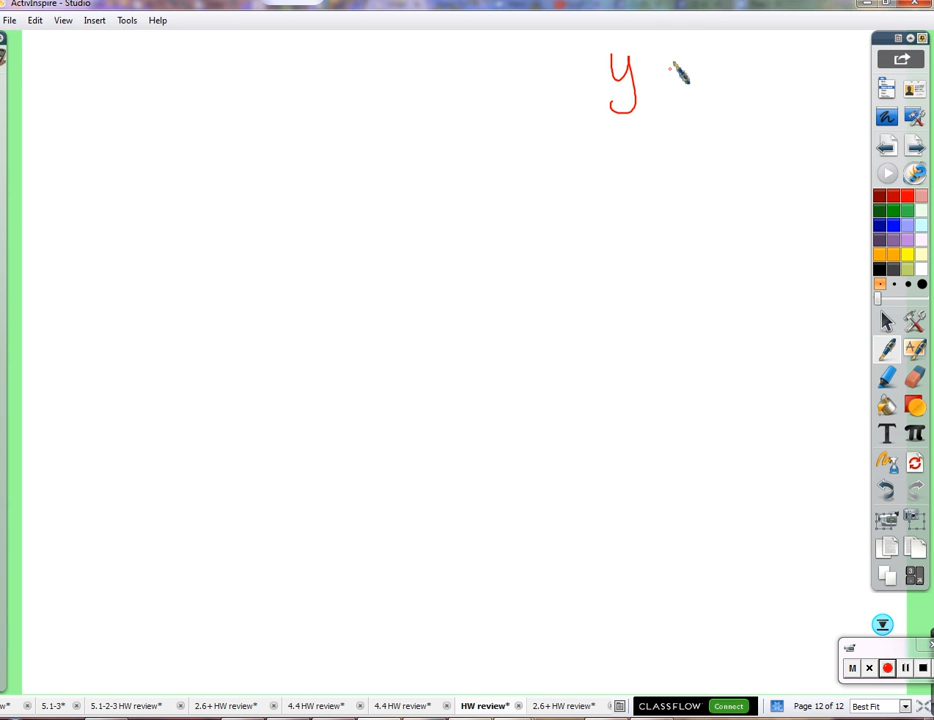 ActivInspire - Studio
File Edit View Insert Tools Help
y
T π
M
w* 5.1-3* 5.1-2-3 HW review* 2.6+ HW review* 4.4 HW review* 4.4 HW review* HW review* 2.6+ HW review* CLASSFLOW Connect Page 12 of 12 Best Fit